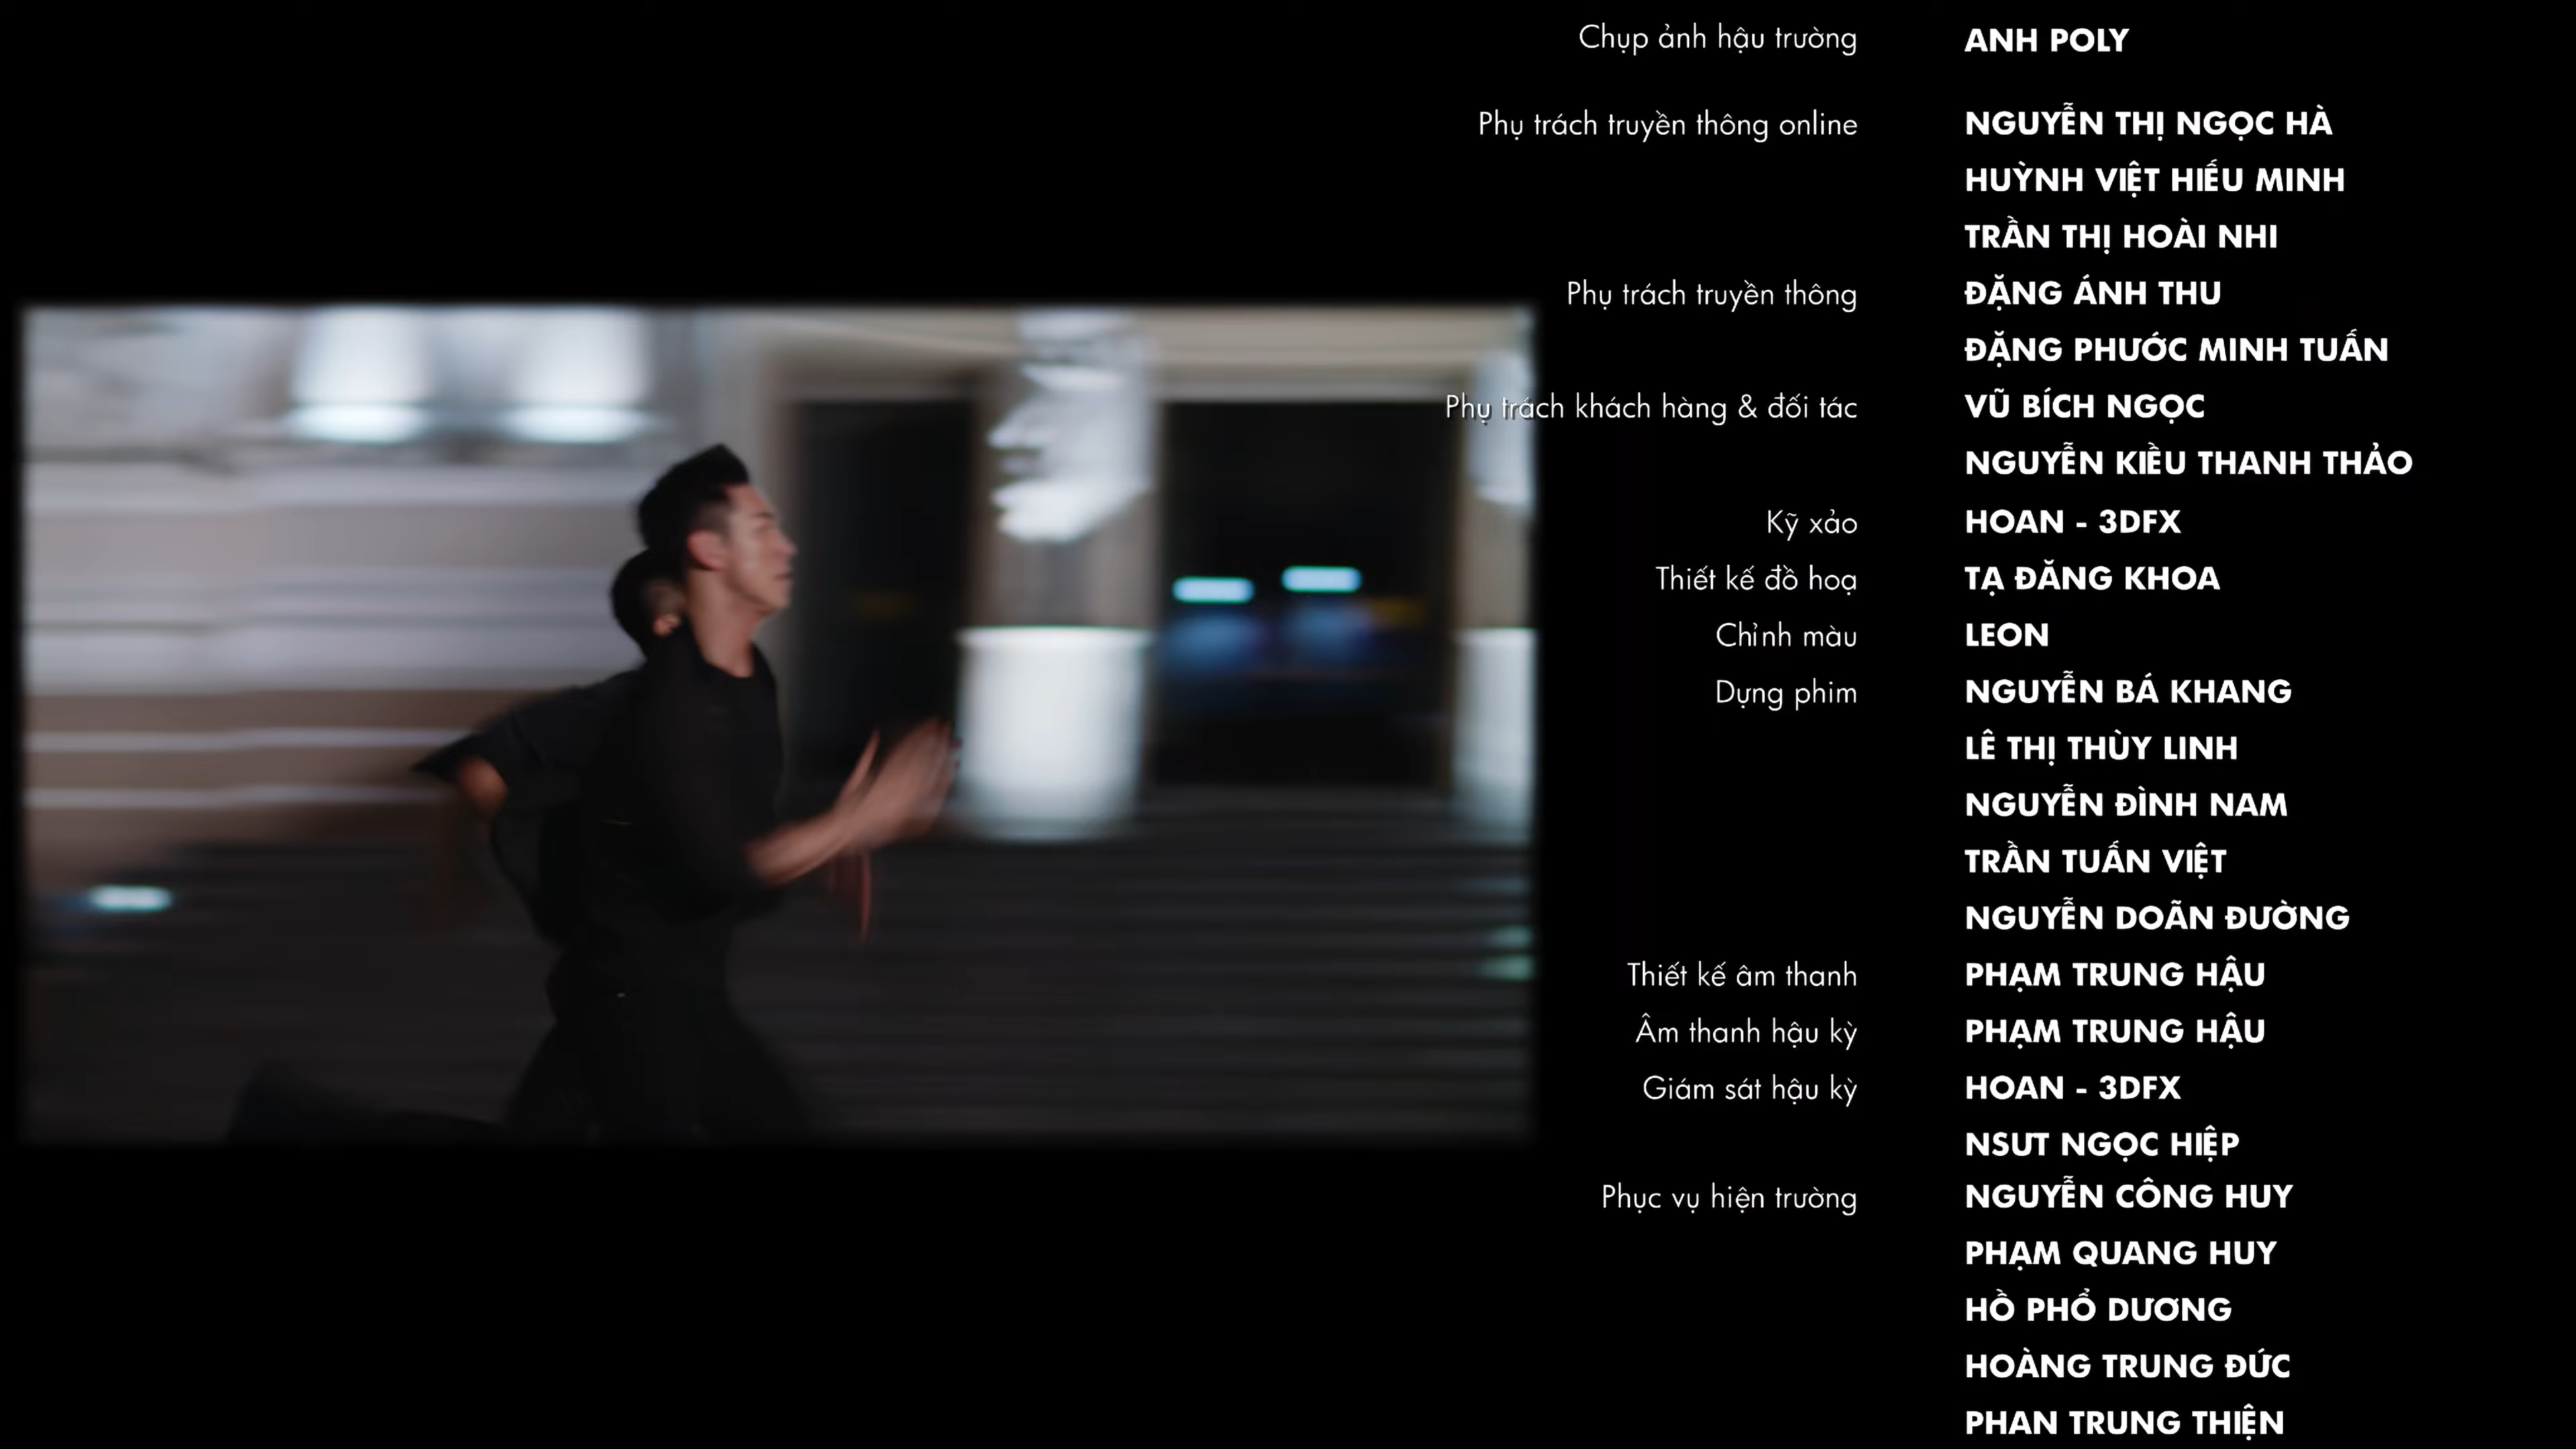 Chụp ảnh hậu trường ANH POLY
Phụ trách truyền thông online NGUYỄN THỊ NGỌC HÀ
HUỲNH VIỆT HIẾU MINH
TRẦN THỊ HOÀI NHI
Phụ trách truyền thông ĐẶNG ÁNH THU
ĐẶNG PHƯỚC MINH TUẤN
Phụ trách khách hàng & đối tác VŨ BÍCH NGỌC
NGUYỄN KIỀU THANH THẢO
Kỹ xảo HOAN - 3DFX
Thiết kế đồ hoạ TẠ ĐĂNG KHOA
Chỉnh màu LEON
Dựng phim NGUYỄN BÁ KHANG
LÊ THỊ THÙY LINH
NGUYỄN ĐÌNH NAM
TRẦN TUẤN VIỆT
NGUYỄN DOÃN ĐƯỜNG
Thiết kế âm thanh PHẠM TRUNG HẬU
Âm thanh hậu kỳ PHẠM TRUNG HẬU
Giám sát hậu kỳ HOAN - 3DFX
NSƯT NGỌC HIỆP
Phục vụ hiện trường NGUYỄN CÔNG HUY
PHẠM QUANG HUY
HỒ PHỔ DƯƠNG
HOÀNG TRUNG ĐỨC
PHAN TRUNG THIỆN